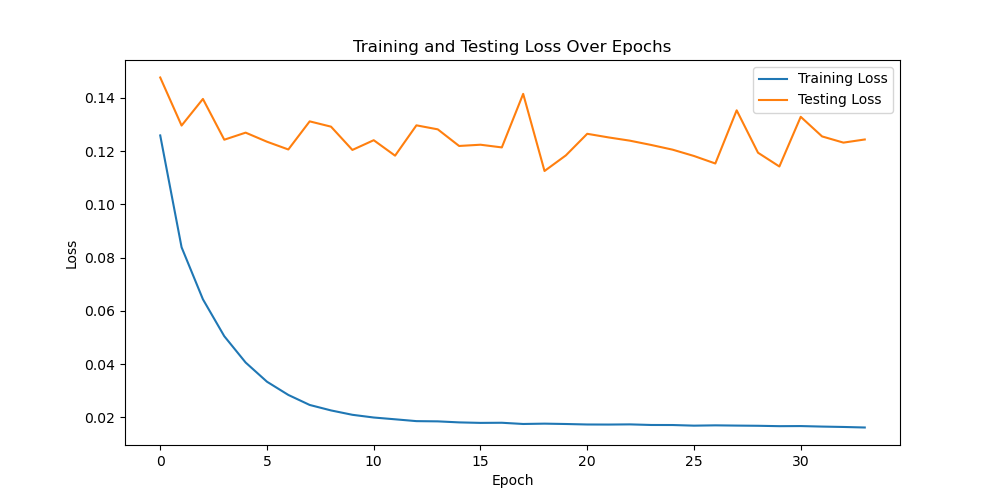 Training and Testing Loss Over Epochs
Training Loss
Testing Loss
0.14
0.12
0.10
0.08
0.06
0.04
0.02
Loss
0 5 10 15 20 25 30
Epoch